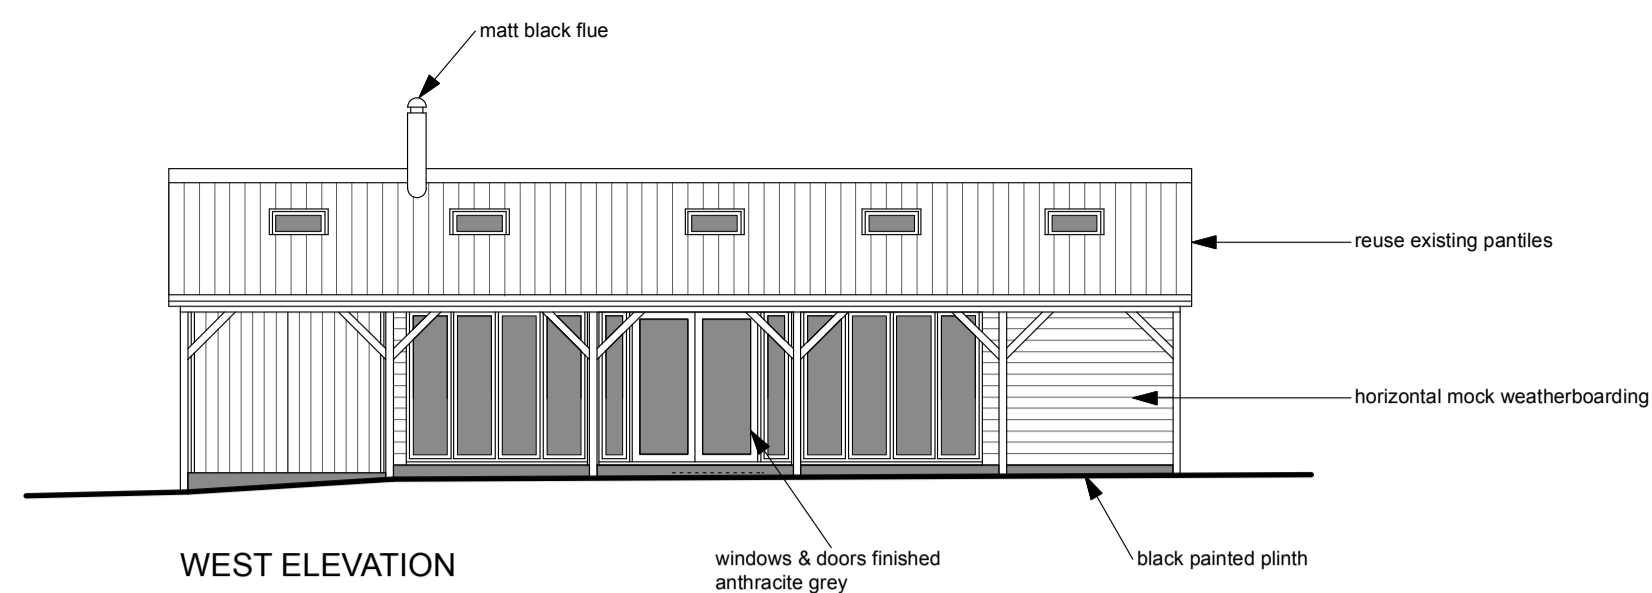 matt black flue
reuse existing pantiles
horizontal mock weatherboarding
windows & doors finished
anthracite grey
black painted plinth
WEST ELEVATION